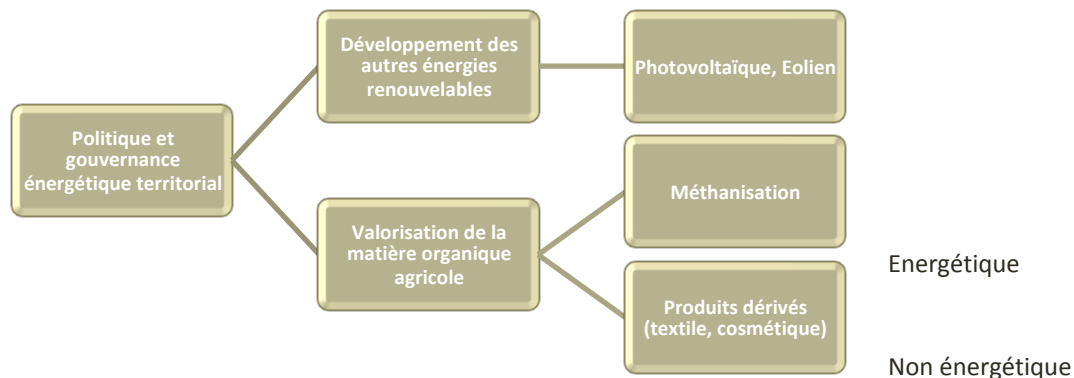 Politique et
gouvernance
énergétique territorial
Développement des
autres énergies
renouvelables
Photovoltaïque, Eolien
Valorisation de la
matière organique
agricole
Méthanisation
Energétique
Produits dérivés
(textile, cosmétique)
Non énergétique